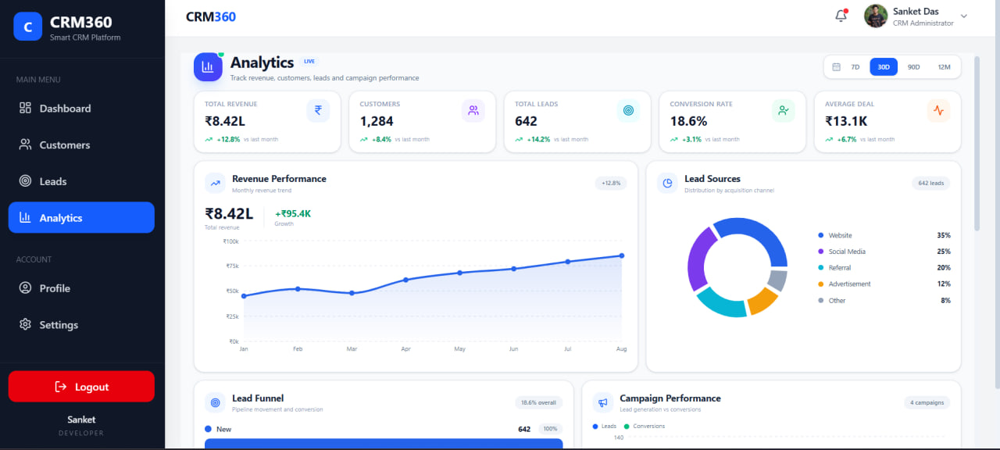 C
CRM360
Smart CRM Platform
MAIN MENU
Dashboard
Customers
Leads
Analytics
ACCOUNT
Profile
Settings
Logout
Sanket
DEVELOPER
CRM360
Sanket Das
CRM Administrator
Analytics LIVE
Track revenue, customers, leads and campaign performance
7D 30D 90D 12M
TOTAL REVENUE
₹8.42L
+12.8% vs last month
CUSTOMERS
1,284
+8.4% vs last month
TOTAL LEADS
642
+14.2% vs last month
CONVERSION RATE
18.6%
+3.1% vs last month
AVERAGE DEAL
₹13.1K
+6.7% vs last month
Revenue Performance
Monthly revenue trend
+12.8%
₹8.42L
Total revenue
+₹95.4K
Growth
₹100k
₹75k
₹50k
₹25k
₹0k
Jan Feb Mar Apr May Jun Jul Aug
Lead Sources
Distribution by acquisition channel
642 leads
Website 35%
Social Media 25%
Referral 20%
Advertisement 12%
Other 8%
Lead Funnel
Pipeline movement and conversion
18.6% overall
New 642 100%
Campaign Performance
Lead generation vs conversions
4 campaigns
Leads Conversions
140